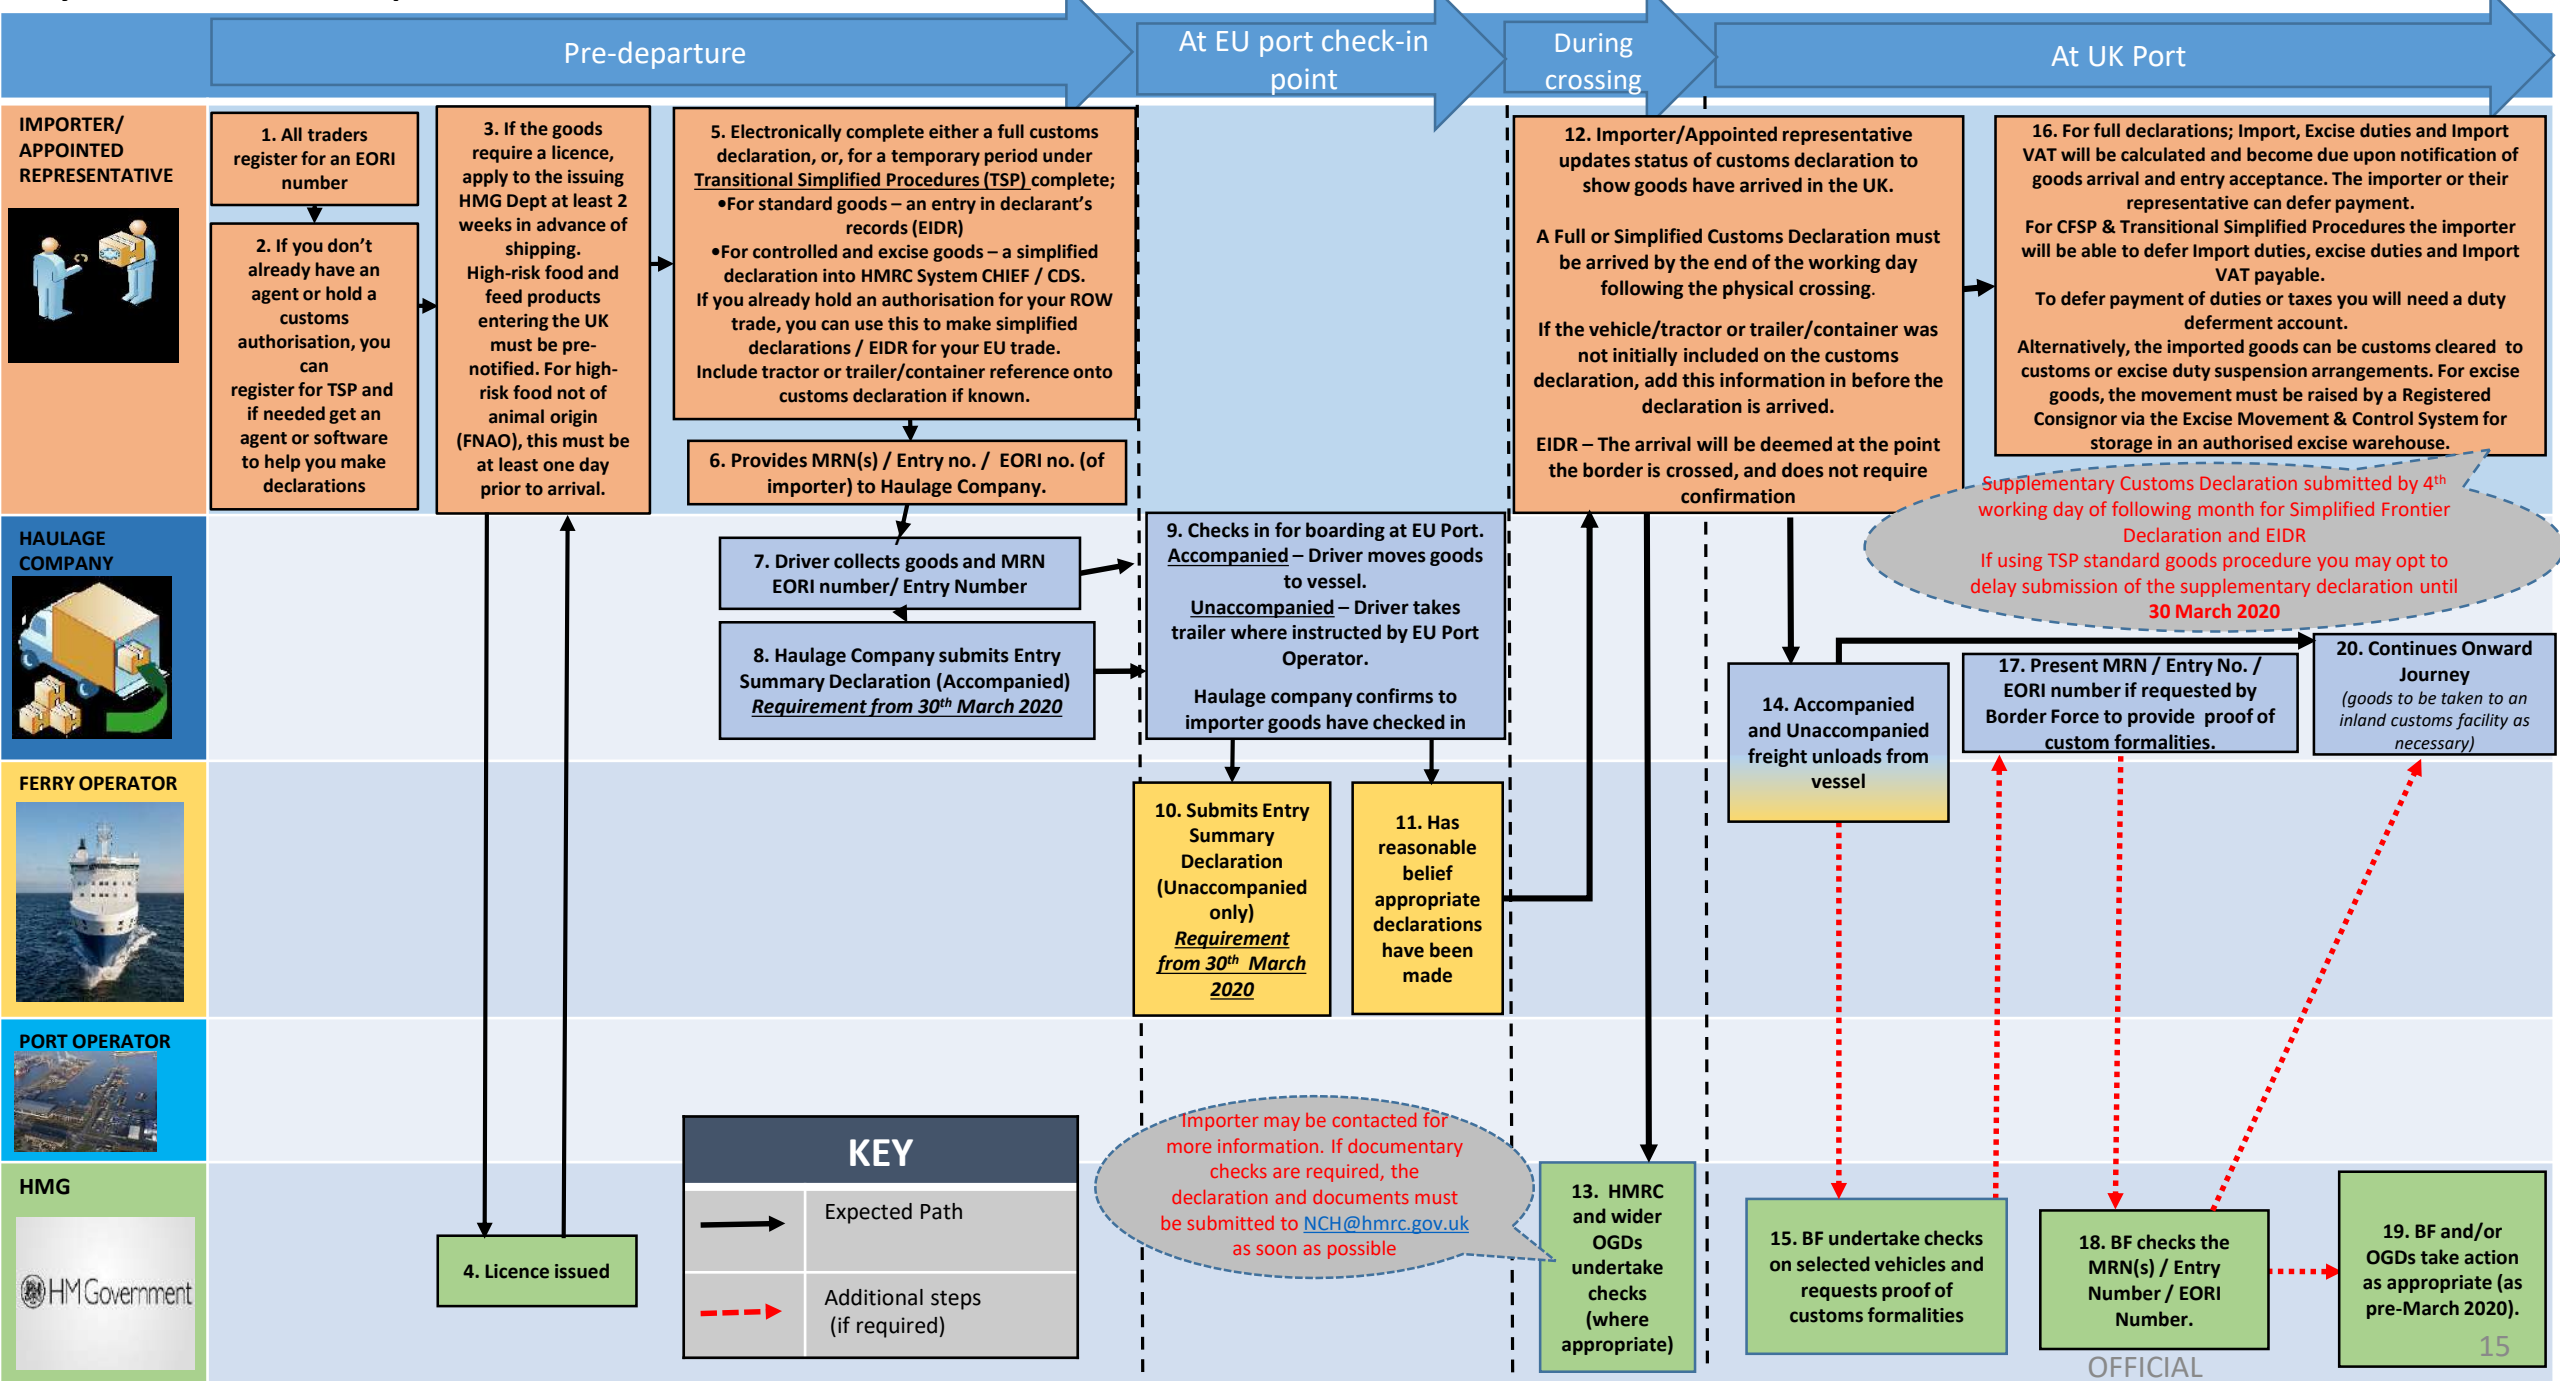 Pre-departure
At EU port check-in
point
During
crossing
At UK Port
IMPORTER/
APPOINTED
REPRESENTATIVE
1. All traders
register for an EORI
number
2. If you don't
already have an
agent or hold a
customs
authorisation, you
can
register for TSP and
if needed get an
agent or software
to help you make
declarations
3. If the goods
require a licence,
apply to the issuing
HMG Dept at least 2
weeks in advance of
shipping.
High-risk food and
feed products
entering the UK
must be pre-
notified. For high-
risk food not of
animal origin
(FNAO), this must be
at least one day
prior to arrival.
5. Electronically complete either a full customs
declaration, or, for a temporary period under
Transitional Simplified Procedures (TSP) complete;
•For standard goods – an entry in declarant's
records (EIDR)
•For controlled and excise goods – a simplified
declaration into HMRC System CHIEF / CDS.
If you already hold an authorisation for your ROW
trade, you can use this to make simplified
declarations / EIDR for your EU trade.
Include tractor or trailer/container reference onto
customs declaration if known.
6. Provides MRN(s) / Entry no. / EORI no. (of
importer) to Haulage Company.
12. Importer/Appointed representative
updates status of customs declaration to
show goods have arrived in the UK.
A Full or Simplified Customs Declaration must
be arrived by the end of the working day
following the physical crossing.
If the vehicle/tractor or trailer/container was
not initially included on the customs
declaration, add this information in before the
declaration is arrived.
EIDR – The arrival will be deemed at the point
the border is crossed, and does not require
confirmation
16. For full declarations; Import, Excise duties and Import
VAT will be calculated and become due upon notification of
goods arrival and entry acceptance. The importer or their
representative can defer payment.
For CFSP & Transitional Simplified Procedures the importer
will be able to defer Import duties, excise duties and Import
VAT payable.
To defer payment of duties or taxes you will need a duty
deferment account.
Alternatively, the imported goods can be customs cleared to
customs or excise duty suspension arrangements. For excise
goods, the movement must be raised by a Registered
Consignor via the Excise Movement & Control System for
storage in an authorised excise warehouse.
Supplementary Customs Declaration submitted by 4th
working day of following month for Simplified Frontier
Declaration and EIDR
If using TSP standard goods procedure you may opt to
delay submission of the supplementary declaration until
30 March 2020
HAULAGE
COMPANY
7. Driver collects goods and MRN
EORI number/ Entry Number
8. Haulage Company submits Entry
Summary Declaration (Accompanied)
Requirement from 30th March 2020
9. Checks in for boarding at EU Port.
Accompanied – Driver moves goods
to vessel.
Unaccompanied – Driver takes
trailer where instructed by EU Port
Operator.
Haulage company confirms to
importer goods have checked in
14. Accompanied
and Unaccompanied
freight unloads from
vessel
17. Present MRN / Entry No. /
EORI number if requested by
Border Force to provide proof of
custom formalities.
20. Continues Onward
Journey
(goods to be taken to an
inland customs facility as
necessary)
FERRY OPERATOR
10. Submits Entry
Summary
Declaration
(Unaccompanied
only)
Requirement
from 30th March
2020
11. Has
reasonable
belief
appropriate
declarations
have been
made
PORT OPERATOR
HMG
HM Government
4. Licence issued
KEY
Expected Path
Additional steps
(if required)
Importer may be contacted for
more information. If documentary
checks are required, the
declaration and documents must
be submitted to NCH@hmrc.gov.uk
as soon as possible
13. HMRC
and wider
OGDs
undertake
checks
(where
appropriate)
15. BF undertake checks
on selected vehicles and
requests proof of
customs formalities
18. BF checks the
MRN(s) / Entry
Number / EORI
Number.
19. BF and/or
OGDs take action
as appropriate (as
pre-March 2020).
15
OFFICIAL